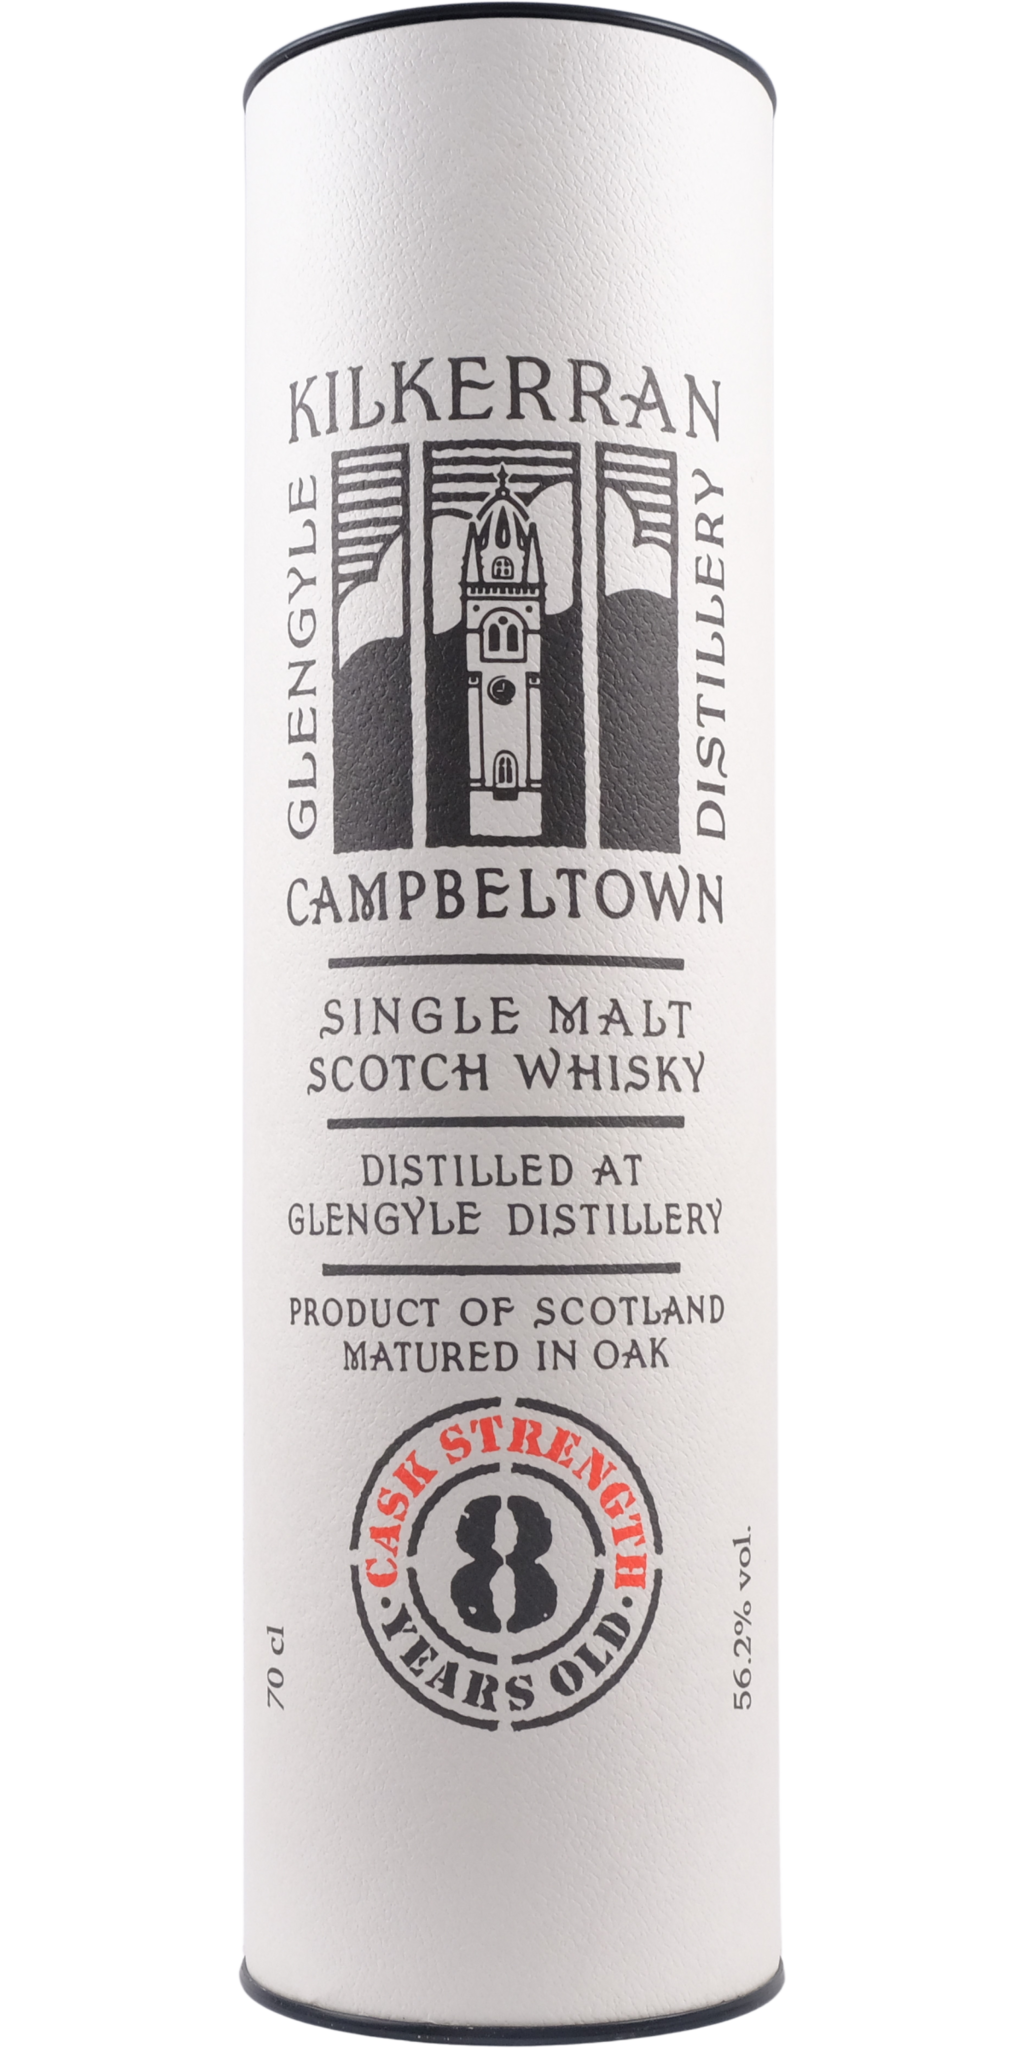 KILKERRAN
GLENGYLE
DISTILLERY
CAMPBELTOWN
SINGLE MALT
SCOTCH WHISKY
DISTILLED AT
GLENGYLE DISTILLERY
PRODUCT OF SCOTLAND
MATURED IN OAK
CASK STRENGTH
8
·YEARS OLD·
70 cl
56.2% vol.